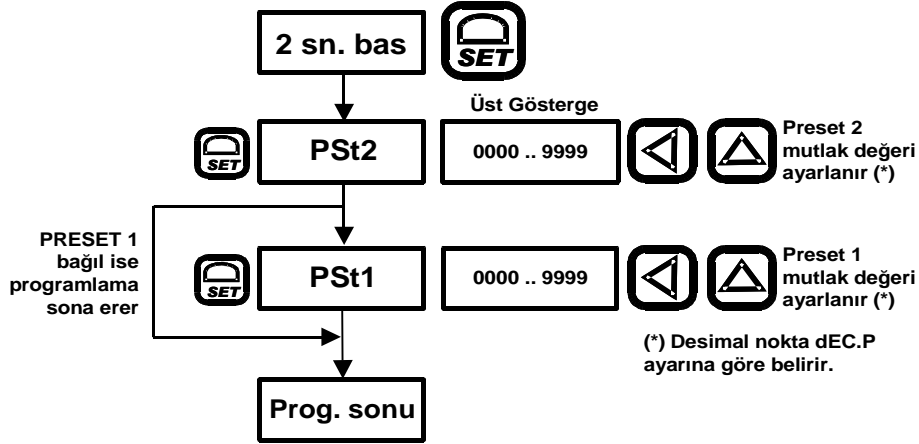 2 sn. bas
SET
Üst Gösterge
SET
PSt2
0000 .. 9999
Preset 2
mutlak değeri
ayarlanır (*)
PRESET 1
bağıl ise
programlama
sona erer
SET
PSt1
0000 .. 9999
Preset 1
mutlak değeri
ayarlanır (*)
(*) Desimal nokta dEC.P
ayarına göre belirir.
Prog. sonu